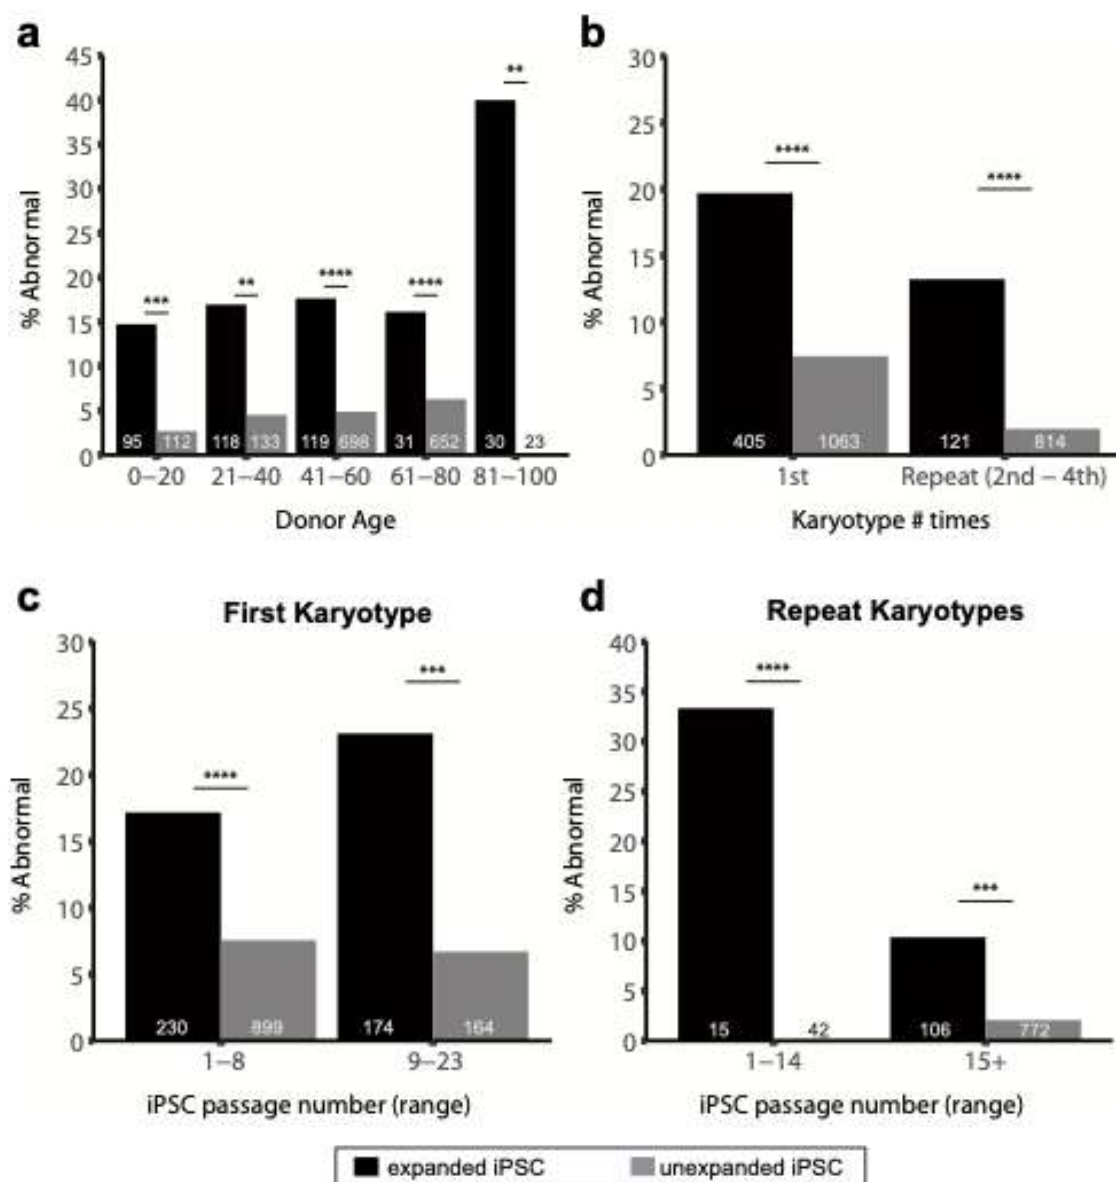 a
45
40
35
30
25
20
15
10
5
0
% Abnormal
***
**
****
****
**
95 112 118 133 119 698 31 652 30 23
0–20 21–40 41–60 61–80 81–100
Donor Age
b
30
25
20
15
10
5
0
% Abnormal
****
****
405 1063 121 814
1st Repeat (2nd – 4th)
Karyotype # times
c
First Karyotype
30
25
20
15
10
5
0
% Abnormal
****
***
230 899 174 164
1–8 9–23
iPSC passage number (range)
d
Repeat Karyotypes
40
35
30
25
20
15
10
5
0
% Abnormal
****
***
15 42 106 772
1–14 15+
iPSC passage number (range)
expanded iPSC unexpanded iPSC